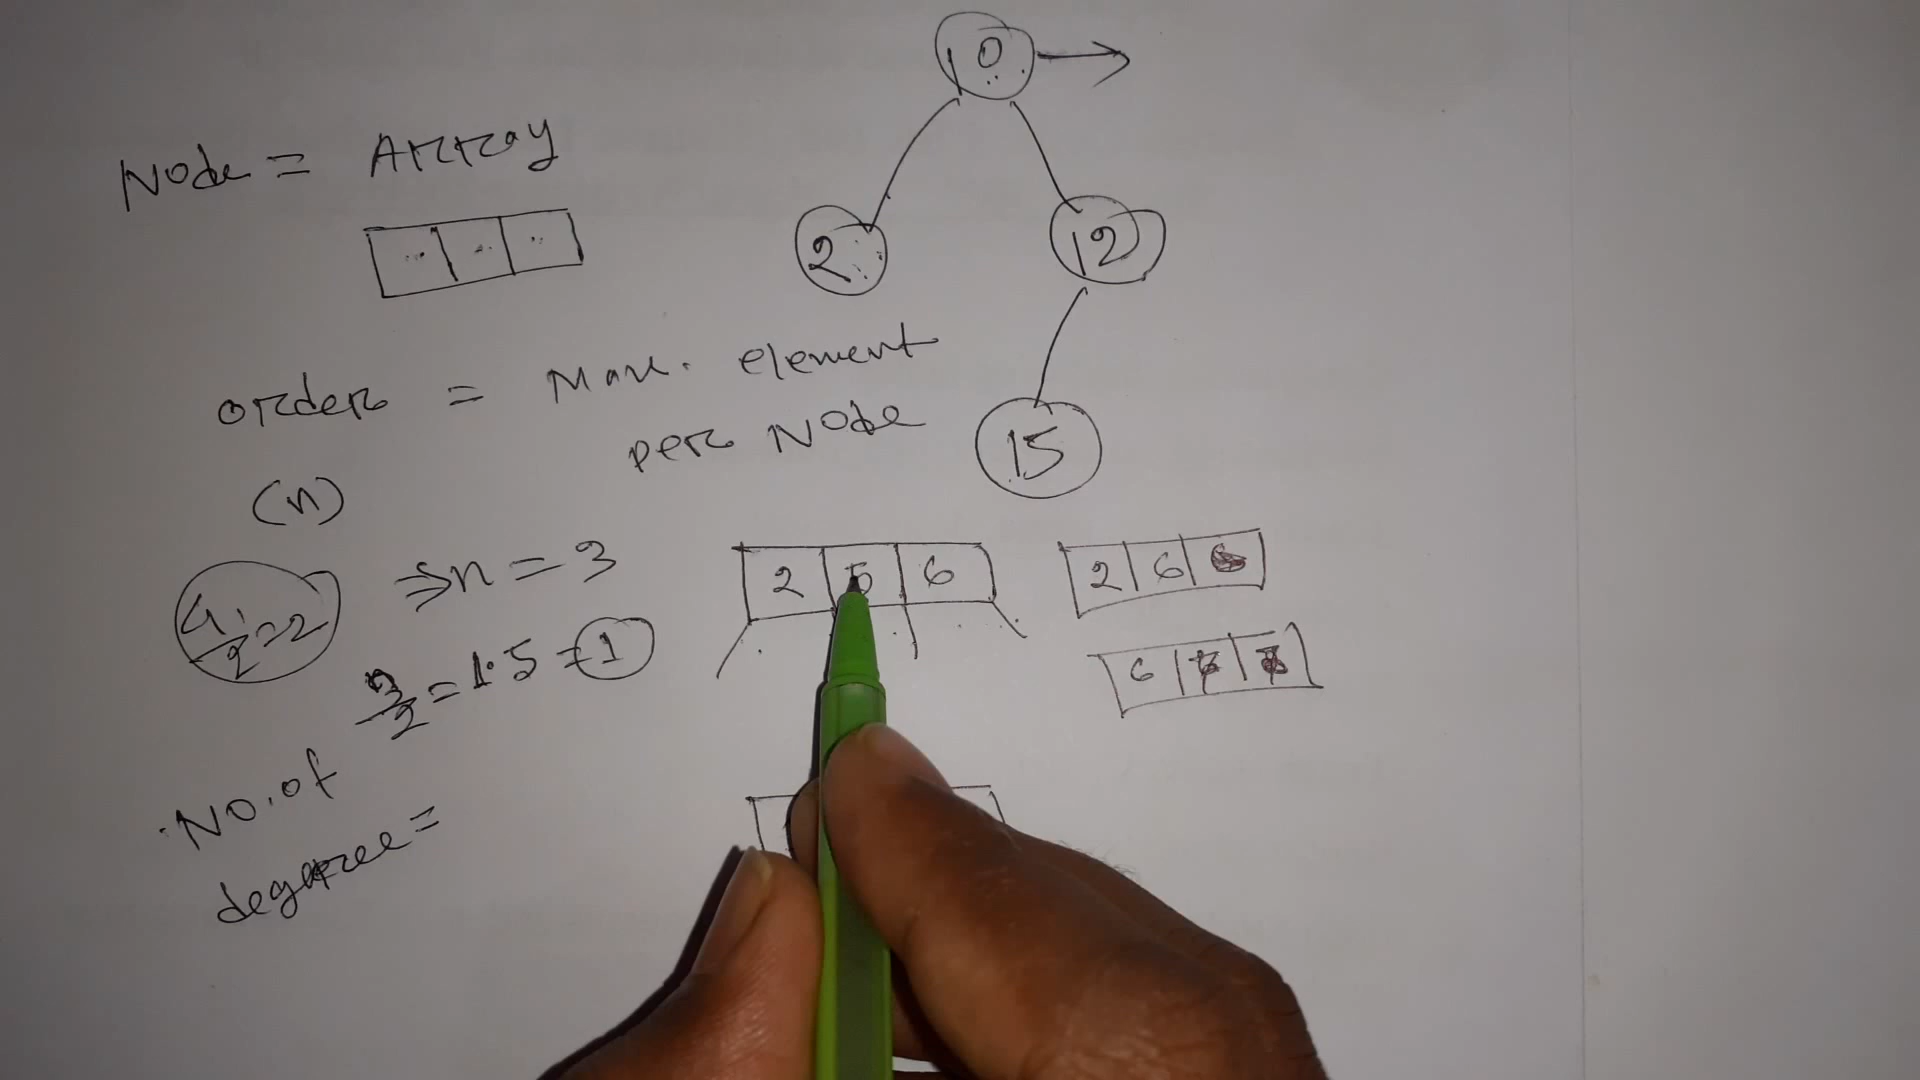 10
Node = Array
2
12
order = Max. element
per Node
15
(n)
⇒n = 3
2 5 6
2 6
4/2=2
3/2 = 1.5 = 1
6
No. of
degree =